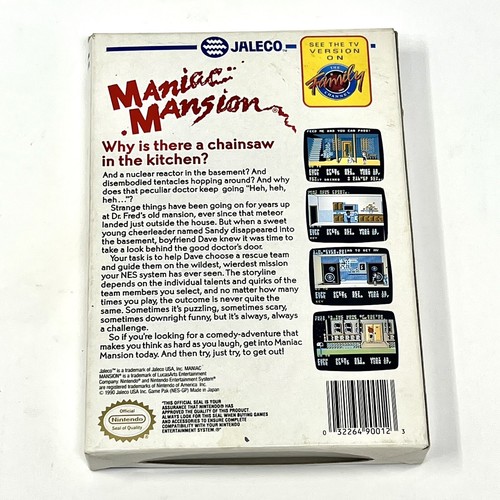 JALECO™
SEE THE TV
VERSION
ON
THE
Family
CHANNEL
MANIAC
MANSION®
Why is there a chainsaw
in the kitchen?
And a nuclear reactor in the basement? And
disembodied tentacles hopping around? And why
does that peculiar doctor keep going "Heh, heh,
heh...”?
Strange things have been going on for years up
at Dr. Fred's old mansion, ever since that meteor
landed just outside the house. But when a sweet
young cheerleader named Sandy disappeared into
the basement, boyfriend Dave knew it was time to
take a look behind the good doctor's door.
Your task is to help Dave choose a rescue team
and guide them on the wildest, wierdest mission
your NES system has ever seen. The storyline
depends on the individual talents and quirks of the
team members you select, and no matter how many
times you play, the outcome is never quite the
same. Sometimes it's puzzling, sometimes scary,
sometimes downright funny, but it's always, always
a challenge.
So if you're looking for a comedy-adventure that
makes you think as hard as you laugh, get into Maniac
Mansion today. And then try, just try, to get out!
FEED ME AND YOU CAN PASS!
Jaleco™ is a trademark of Jaleco USA, Inc. MANIAC
MANSION® is a trademark of LucasArts Entertainment
Company. Nintendo® and Nintendo Entertainment System®
are registered trademarks of Nintendo of America Inc.
© 1990 Jaleco USA Inc. Game Pak (NES-GP) Made in Japan
Official
Nintendo
Seal of Quality
"THIS OFFICIAL SEAL IS YOUR
ASSURANCE THAT NINTENDO® HAS
APPROVED THE QUALITY OF THIS PRODUCT.
ALWAYS LOOK FOR THIS SEAL WHEN BUYING GAMES
AND ACCESSORIES TO ENSURE COMPLETE
COMPATIBILITY WITH YOUR NINTENDO
ENTERTAINMENT SYSTEM®."
0 32264 90012 3